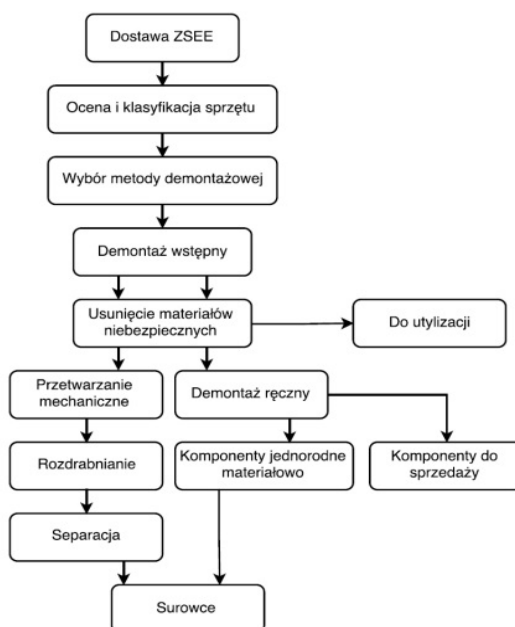 Dostawa ZSEE
Ocena i klasyfikacja sprzętu
Wybór metody demontażowej
Demontaż wstępny
Usunięcie materiałów
niebezpiecznych
Do utylizacji
Przetwarzanie
mechaniczne
Demontaż ręczny
Rozdrabnianie
Komponenty jednorodne
materiałowo
Komponenty do
sprzedaży
Separacja
Surowce